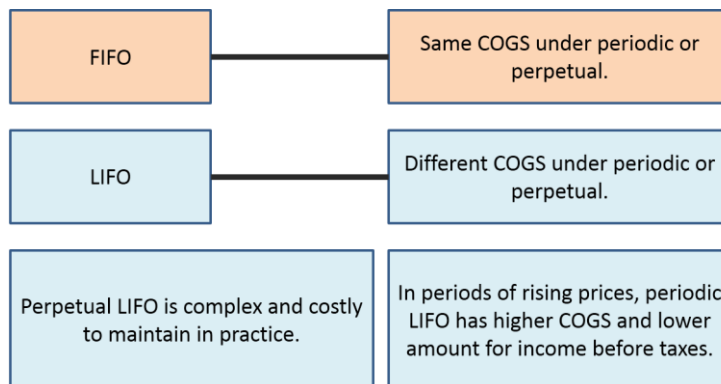 FIFO
Same COGS under periodic or
perpetual.
LIFO
Different COGS under periodic or
perpetual.
Perpetual LIFO is complex and costly
to maintain in practice.
In periods of rising prices, periodic
LIFO has higher COGS and lower
amount for income before taxes.